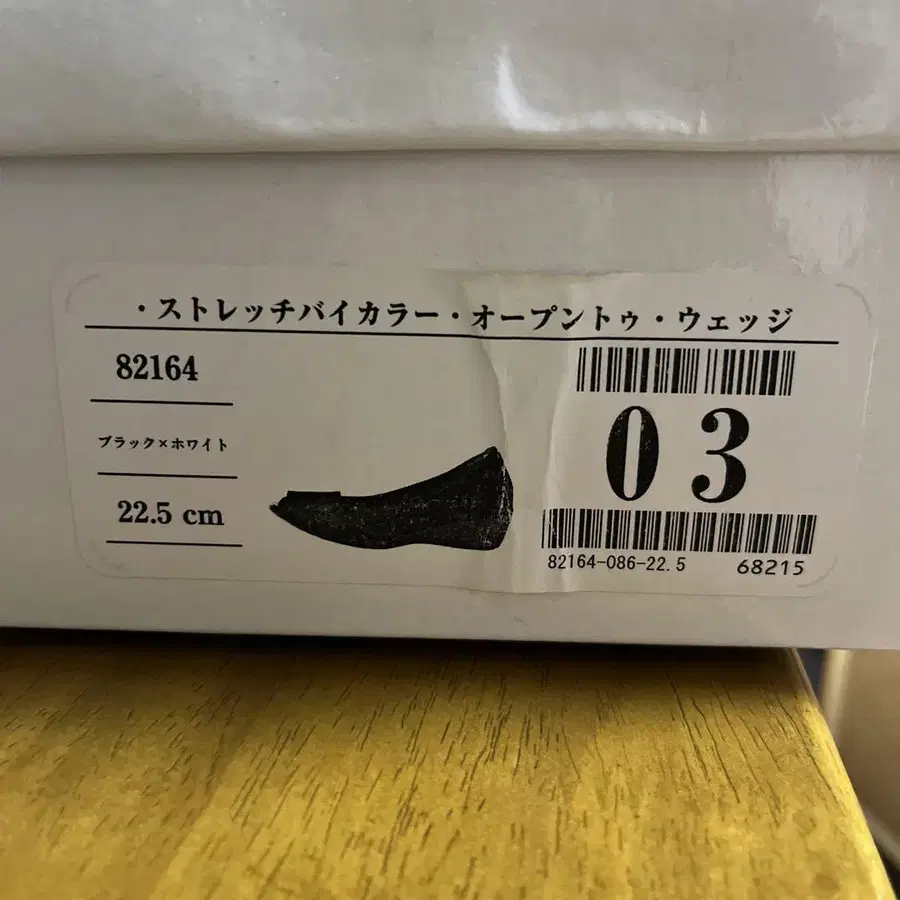 ・ストレッチバイカラー・オープントゥ・ウェッジ
82164
ブラック×ホワイト
22.5 cm
03
82164-086-22.5 68215